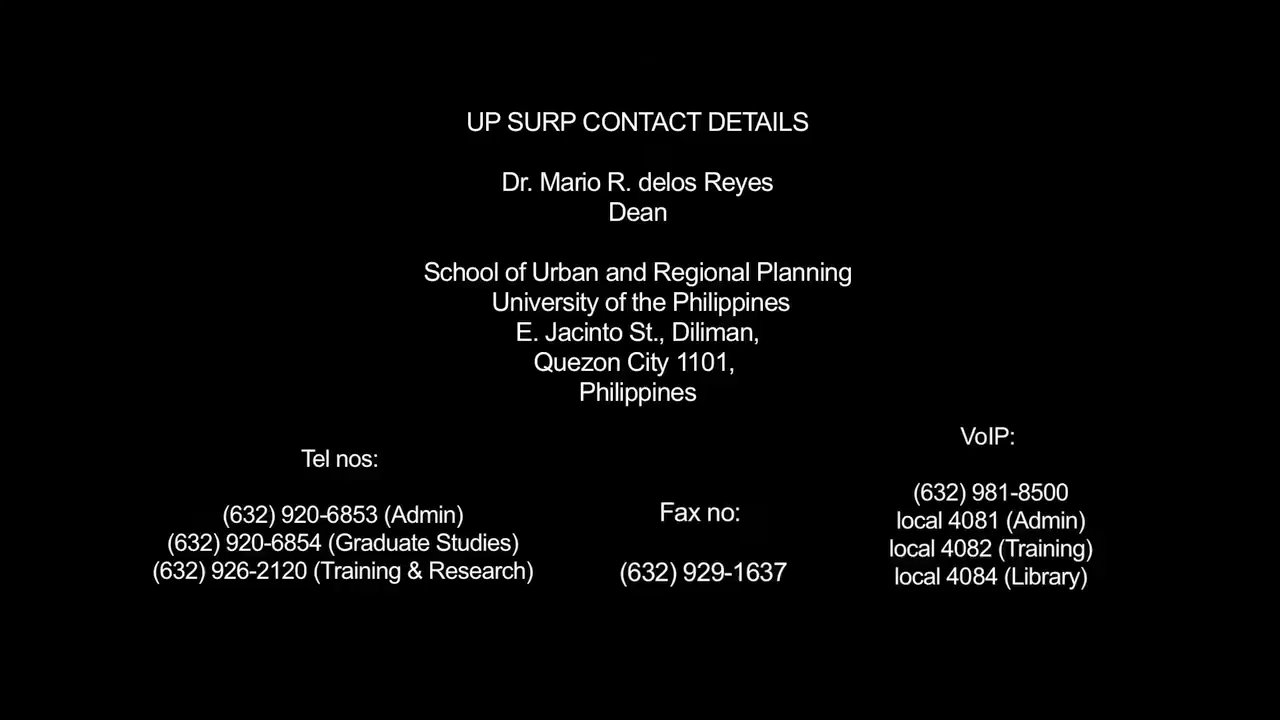 UP SURP CONTACT DETAILS
Dr. Mario R. delos Reyes
Dean
School of Urban and Regional Planning
University of the Philippines
E. Jacinto St., Diliman,
Quezon City 1101,
Philippines
Tel nos:
(632) 920-6853 (Admin)
(632) 920-6854 (Graduate Studies)
(632) 926-2120 (Training & Research)
Fax no:
(632) 929-1637
VoIP:
(632) 981-8500
local 4081 (Admin)
local 4082 (Training)
local 4084 (Library)